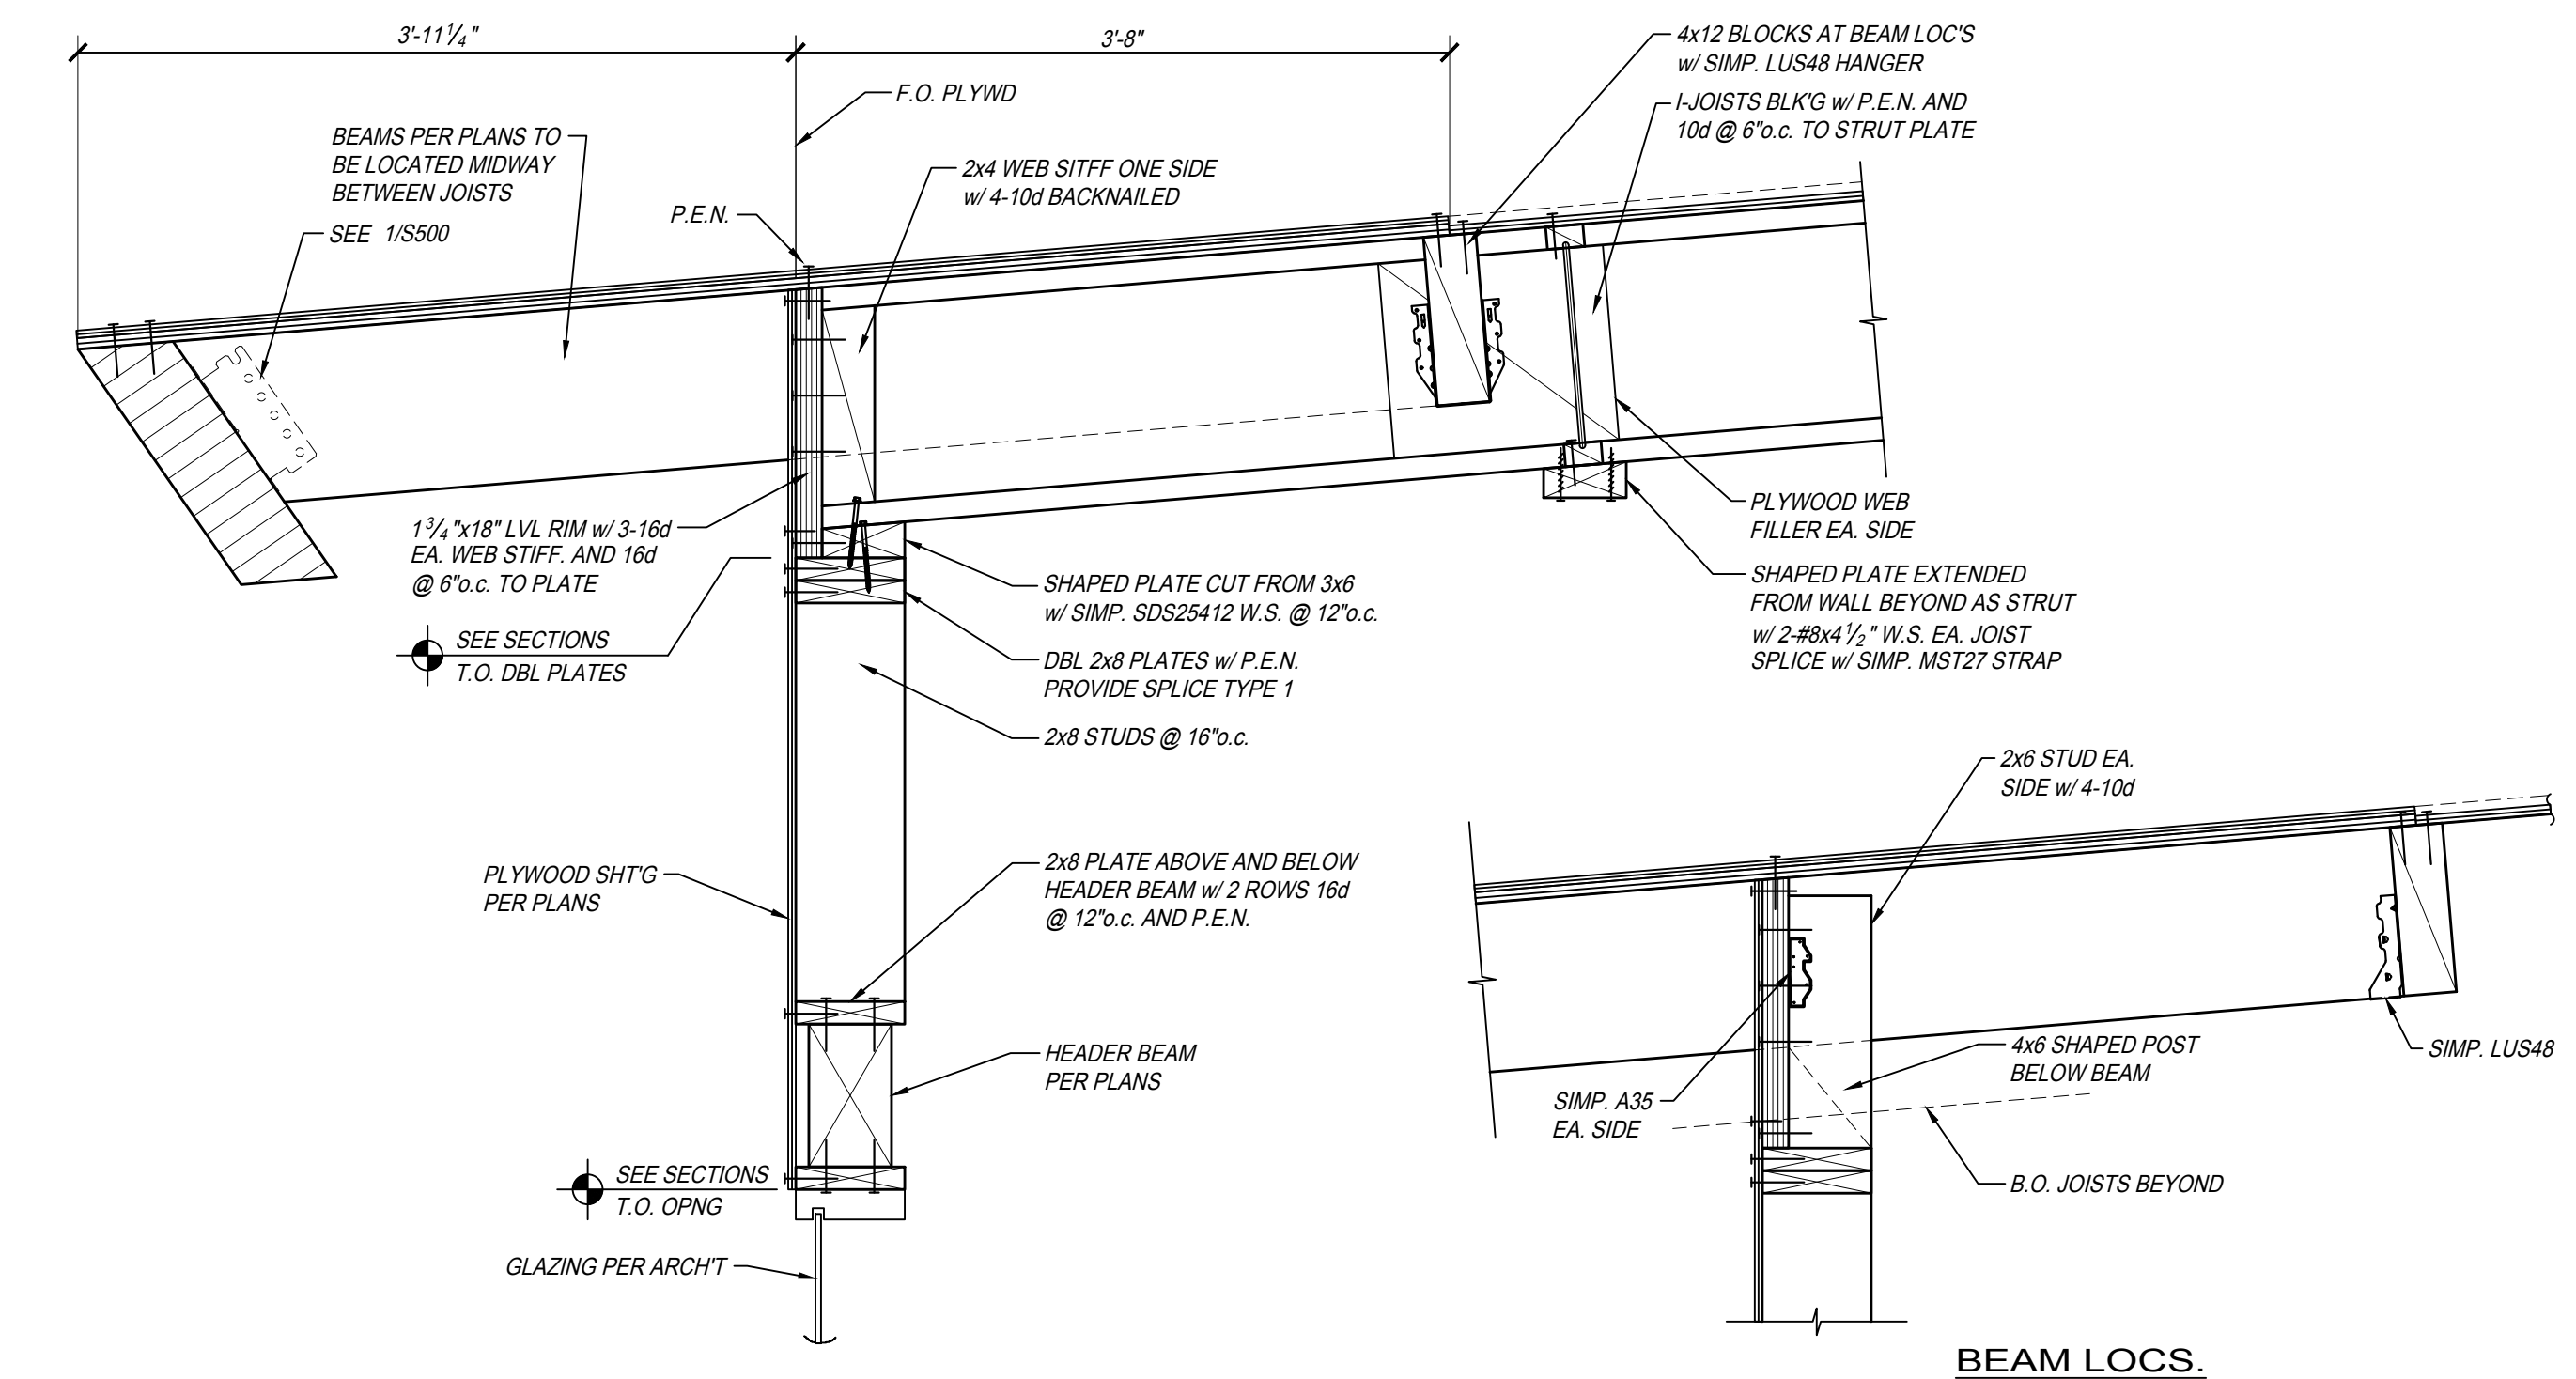 3'-11 1/4"
3'-8"
4x12 BLOCKS AT BEAM LOC'S
w/ SIMP. LUS48 HANGER
F.O. PLYWD
I-JOISTS BLK'G w/ P.E.N. AND
10d @ 6"o.c. TO STRUT PLATE
BEAMS PER PLANS TO
BE LOCATED MIDWAY
BETWEEN JOISTS
2x4 WEB SITFF ONE SIDE
w/ 4-10d BACKNAILED
P.E.N.
SEE 1/S500
1 3/4"x18" LVL RIM w/ 3-16d
EA. WEB STIFF. AND 16d
@ 6"o.c. TO PLATE
PLYWOOD WEB
FILLER EA. SIDE
SHAPED PLATE EXTENDED
FROM WALL BEYOND AS STRUT
w/ 2-#8x4 1/2" W.S. EA. JOIST
SPLICE w/ SIMP. MST27 STRAP
SHAPED PLATE CUT FROM 3x6
w/ SIMP. SDS25412 W.S. @ 12"o.c.
SEE SECTIONS
T.O. DBL PLATES
DBL 2x8 PLATES w/ P.E.N.
PROVIDE SPLICE TYPE 1
2x8 STUDS @ 16"o.c.
2x6 STUD EA.
SIDE w/ 4-10d
PLYWOOD SHT'G
PER PLANS
2x8 PLATE ABOVE AND BELOW
HEADER BEAM w/ 2 ROWS 16d
@ 12"o.c. AND P.E.N.
HEADER BEAM
PER PLANS
4x6 SHAPED POST
BELOW BEAM
SIMP. LUS48
SIMP. A35
EA. SIDE
SEE SECTIONS
T.O. OPNG
B.O. JOISTS BEYOND
GLAZING PER ARCH'T
BEAM LOCS.